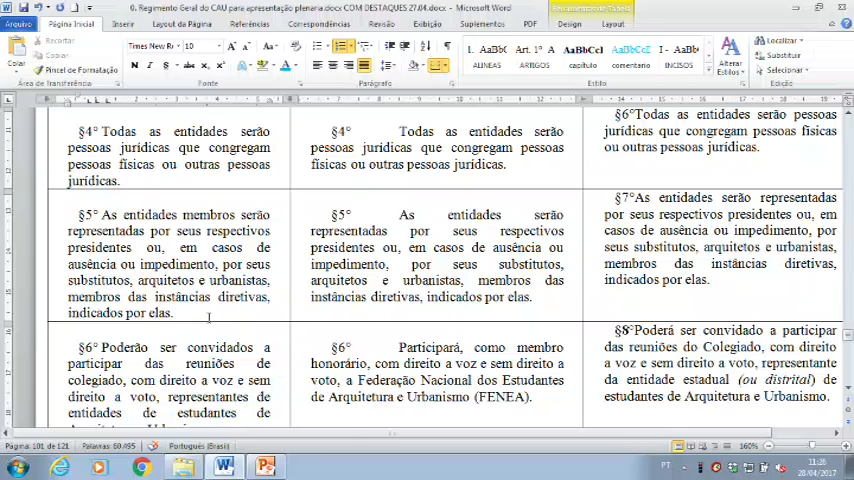 0. Regimento Geral do CAU para apresentação plenaria.docx COM DESTAQUES 27.04.docx - Microsoft Word
Arquivo Página Inicial Inserir Layout da Página Referências Correspondências Revisão Exibição Suplementos PDF Design Layout
Colar
Recortar
Copiar
Pincel de Formatação
Área de Transferência
Times New Ro 10
Fonte
Parágrafo
ALINEAS
Art. 1° A
ARTIGOS
AaBbCcI
capítulo
AaBbCc
comentario
I- AaBb
INCISOS
Estilo
Alterar
Estilos
Localizar
Substituir
Selecionar
Edição
§4° Todas as entidades serão
pessoas jurídicas que congregam
pessoas físicas ou outras pessoas
jurídicas.
§4° Todas as entidades serão
pessoas jurídicas que congregam pessoas
físicas ou outras pessoas jurídicas.
§6°Todas as entidades serão pessoas
jurídicas que congregam pessoas físicas
ou outras pessoas jurídicas.
§5° As entidades membros serão
representadas por seus respectivos
presidentes ou, em casos de
ausência ou impedimento, por seus
substitutos, arquitetos e urbanistas,
membros das instâncias diretivas,
indicados por elas.
§5° As entidades serão
representadas por seus respectivos
presidentes ou, em casos de ausência ou
impedimento, por seus substitutos,
arquitetos e urbanistas, membros das
instâncias diretivas, indicados por elas.
§7°As entidades serão representadas
por seus respectivos presidentes ou, em
casos de ausência ou impedimento, por
seus substitutos, arquitetos e urbanistas,
membros das instâncias diretivas,
indicados por elas.
§6° Poderão ser convidados a
participar das reuniões de
colegiado, com direito a voz e sem
direito a voto, representantes de
entidades de estudantes de
§6° Participará, como membro
honorário, com direito a voz e sem direito a
voto, a Federação Nacional dos Estudantes
de Arquitetura e Urbanismo (FENEA).
§8°Poderá ser convidado a participar
das reuniões do Colegiado, com direito
a voz e sem direito a voto, representante
da entidade estadual (ou distrital) de
estudantes de Arquitetura e Urbanismo.
Página: 101 de 121 Palavras: 60.495 Português (Brasil) 160%
PT 11:26
28/04/2017